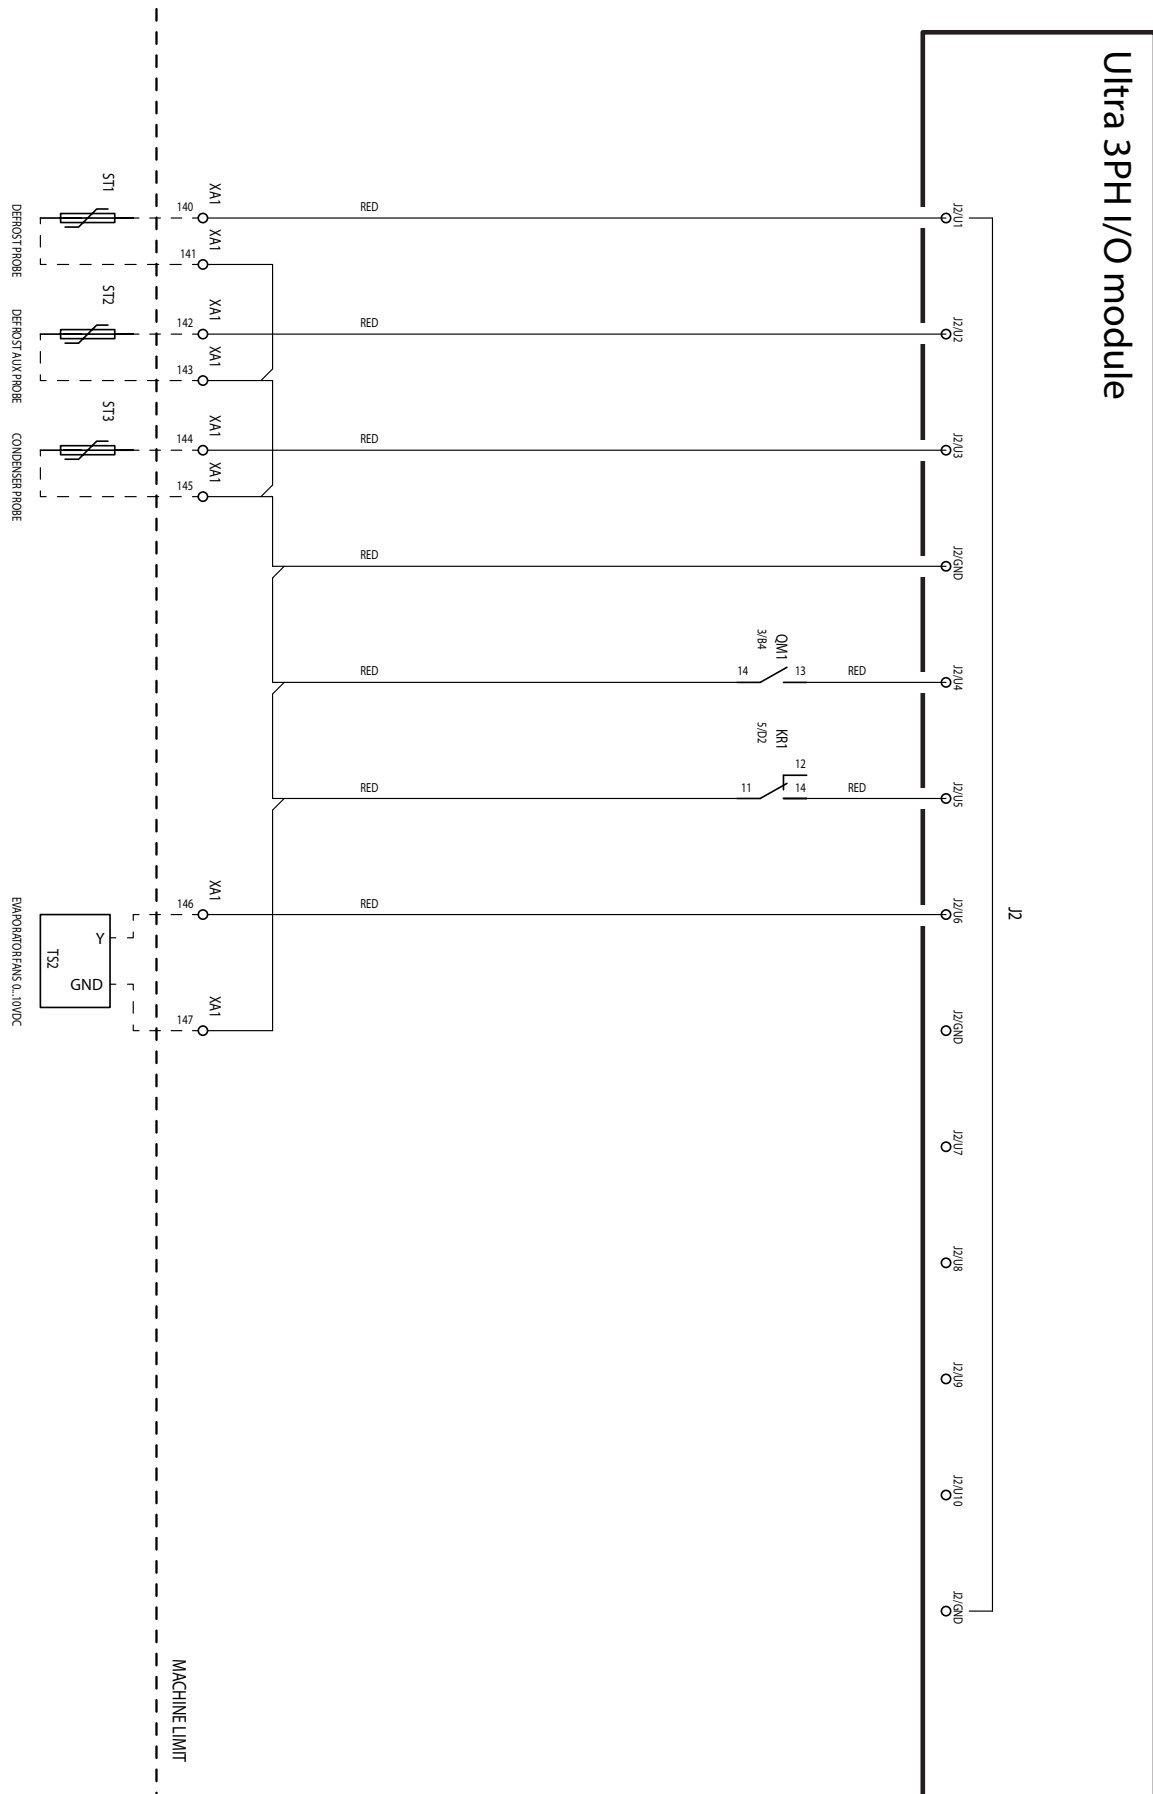 Ultra 3PH I/O module
J2
J2/U1
J2/U2
J2/U3
J2/GND
J2/U4
J2/U5
J2/U6
J2/GND
J2/U7
J2/U8
J2/U9
J2/U10
J2/GND
QM1
3/B4
14
13
RED
KR1
5/D2
12
11
14
RED
RED
RED
RED
RED
RED
RED
RED
XA1
140
XA1
141
XA1
142
XA1
143
XA1
144
XA1
145
XA1
146
XA1
147
MACHINE LIMIT
ST1
DEFROST PROBE
ST2
DEFROST AUX PROBE
ST3
CONDENSER PROBE
Y
TS2
GND
EVAPORATOR FANS 0...10VDC